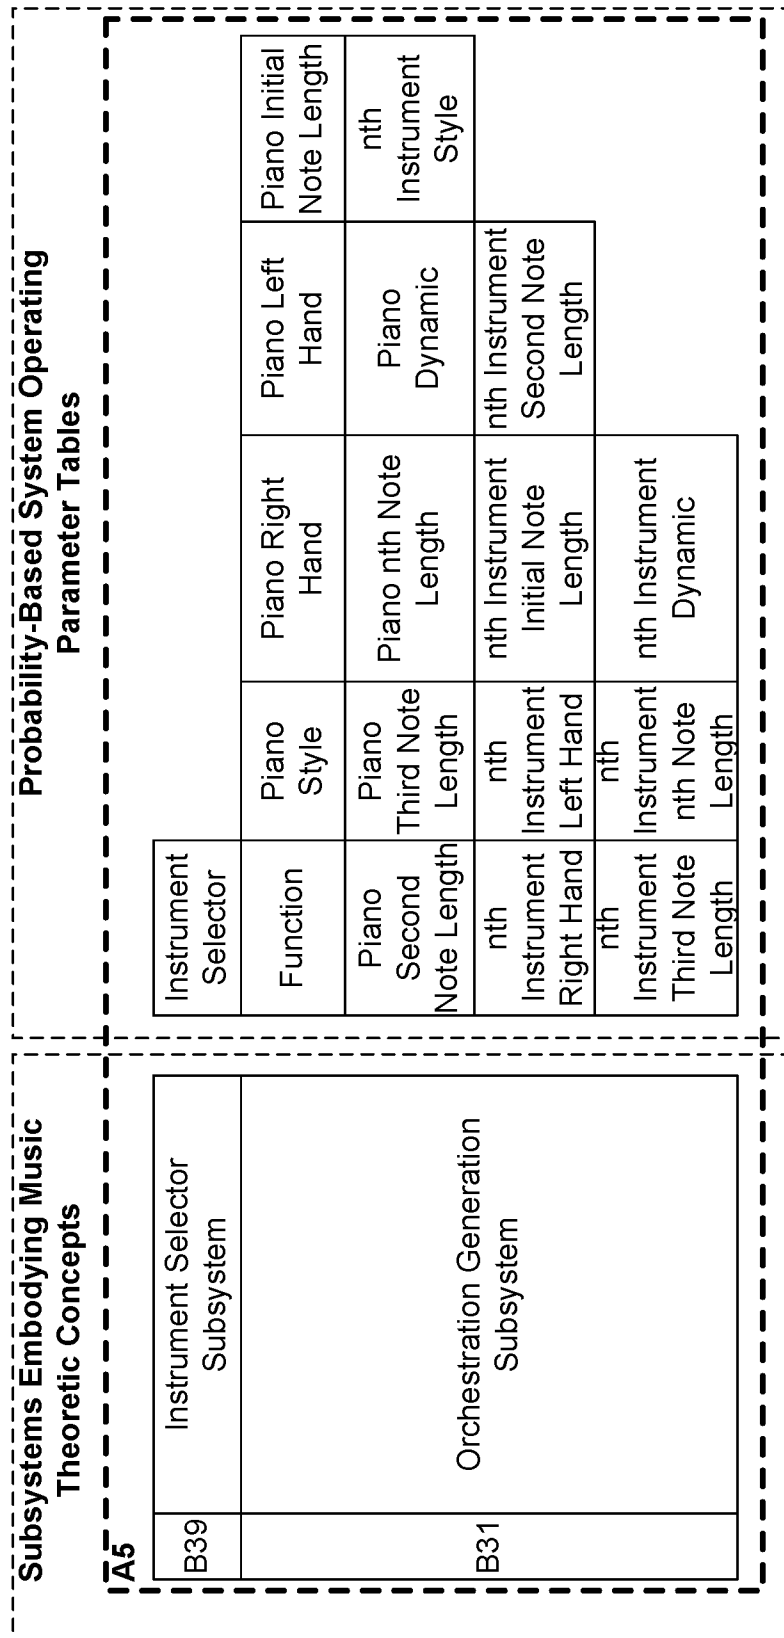 Subsystems Embodying Music
Theoretic Concepts
Probability-Based System Operating
Parameter Tables
A5
B39
Instrument Selector
Subsystem
Instrument
Selector
B31
Orchestration Generation
Subsystem
Function
Piano
Style
Piano Right
Hand
Piano Left
Hand
Piano Initial
Note Length
Piano
Second
Note Length
Piano
Third Note
Length
Piano nth Note
Length
Piano
Dynamic
nth
Instrument
Style
nth
Instrument
Right Hand
nth
Instrument
Left Hand
nth Instrument
Initial Note
Length
nth Instrument
Second Note
Length
nth
Instrument
Third Note
Length
nth
Instrument
nth Note
Length
nth Instrument
Dynamic